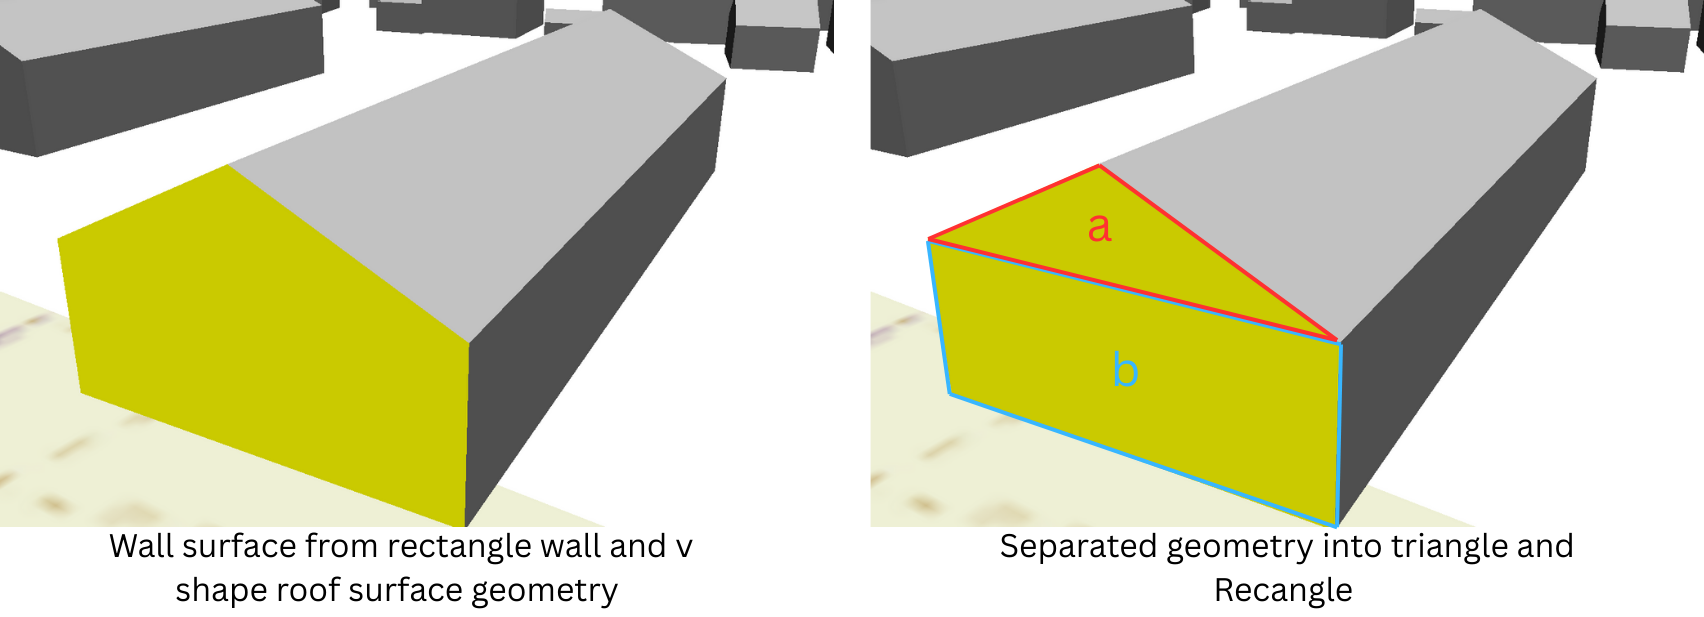 a
b
Wall surface from rectangle wall and v
shape roof surface geometry
Separated geometry into triangle and
Recangle